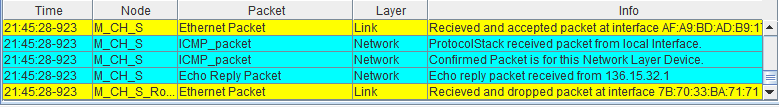 Time Node Packet Layer Info
21:45:28-923 M_CH_S Ethernet Packet Link Recieved and accepted packet at interface AF:A9:BD:AD:B9:1
21:45:28-923 M_CH_S ICMP_packet Network ProtocolStack received packet from local Interface.
21:45:28-923 M_CH_S ICMP_packet Network Confirmed Packet is for this Network Layer Device.
21:45:28-923 M_CH_S Echo Reply Packet Network Echo reply packet received from 136.15.32.1
21:45:28-923 M_CH_S_Ro... Ethernet Packet Link Recieved and dropped packet at interface 7B:70:33:BA:71:71